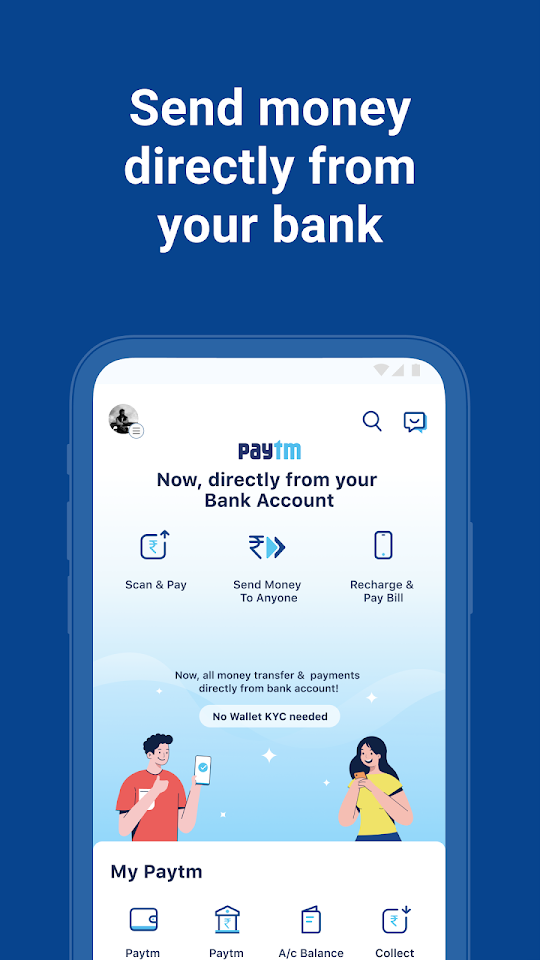 Send money
directly from
your bank
paytm
Now, directly from your
Bank Account
Scan & Pay
Send Money
To Anyone
Recharge &
Pay Bill
Now, all money transfer & payments
directly from bank account!
No Wallet KYC needed
My Paytm
Paytm
Paytm
A/c Balance
Collect